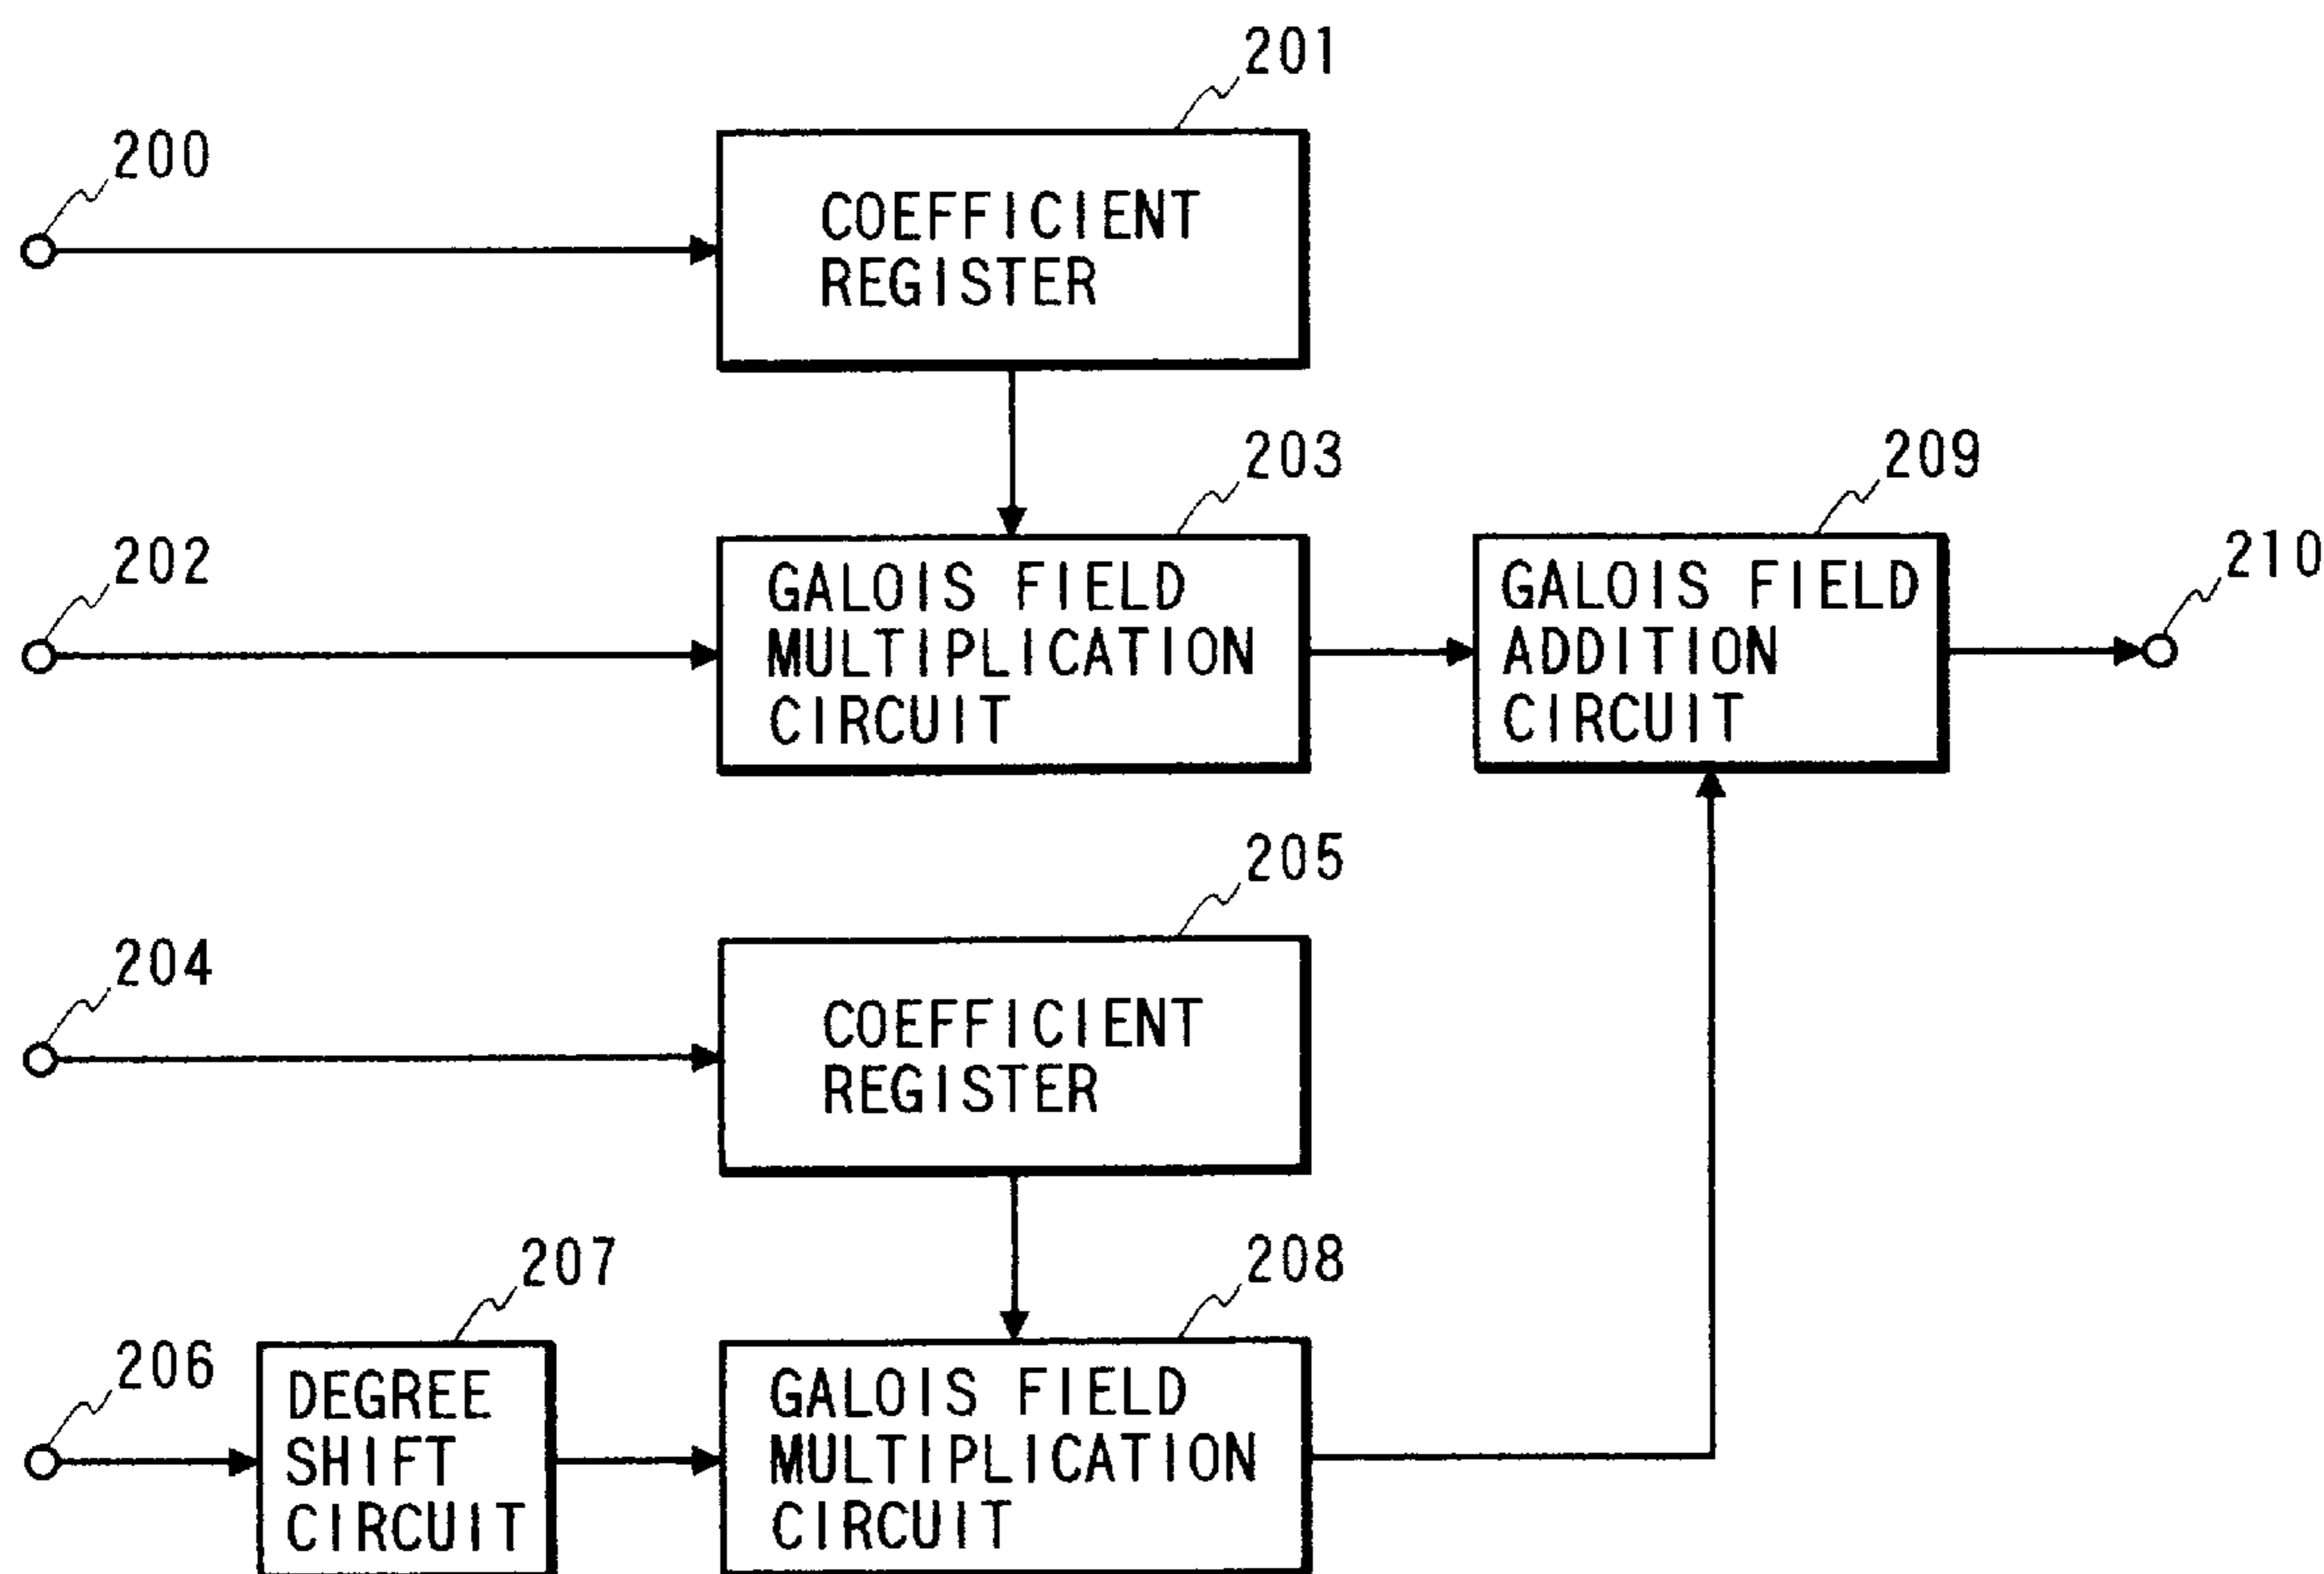 201
200
COEFFICIENT
REGISTER
203
209
202
GALOIS FIELD
MULTIPLICATION
CIRCUIT
GALOIS FIELD
ADDITION
CIRCUIT
210
205
204
COEFFICIENT
REGISTER
207
208
206
DEGREE
SHIFT
CIRCUIT
GALOIS FIELD
MULTIPLICATION
CIRCUIT